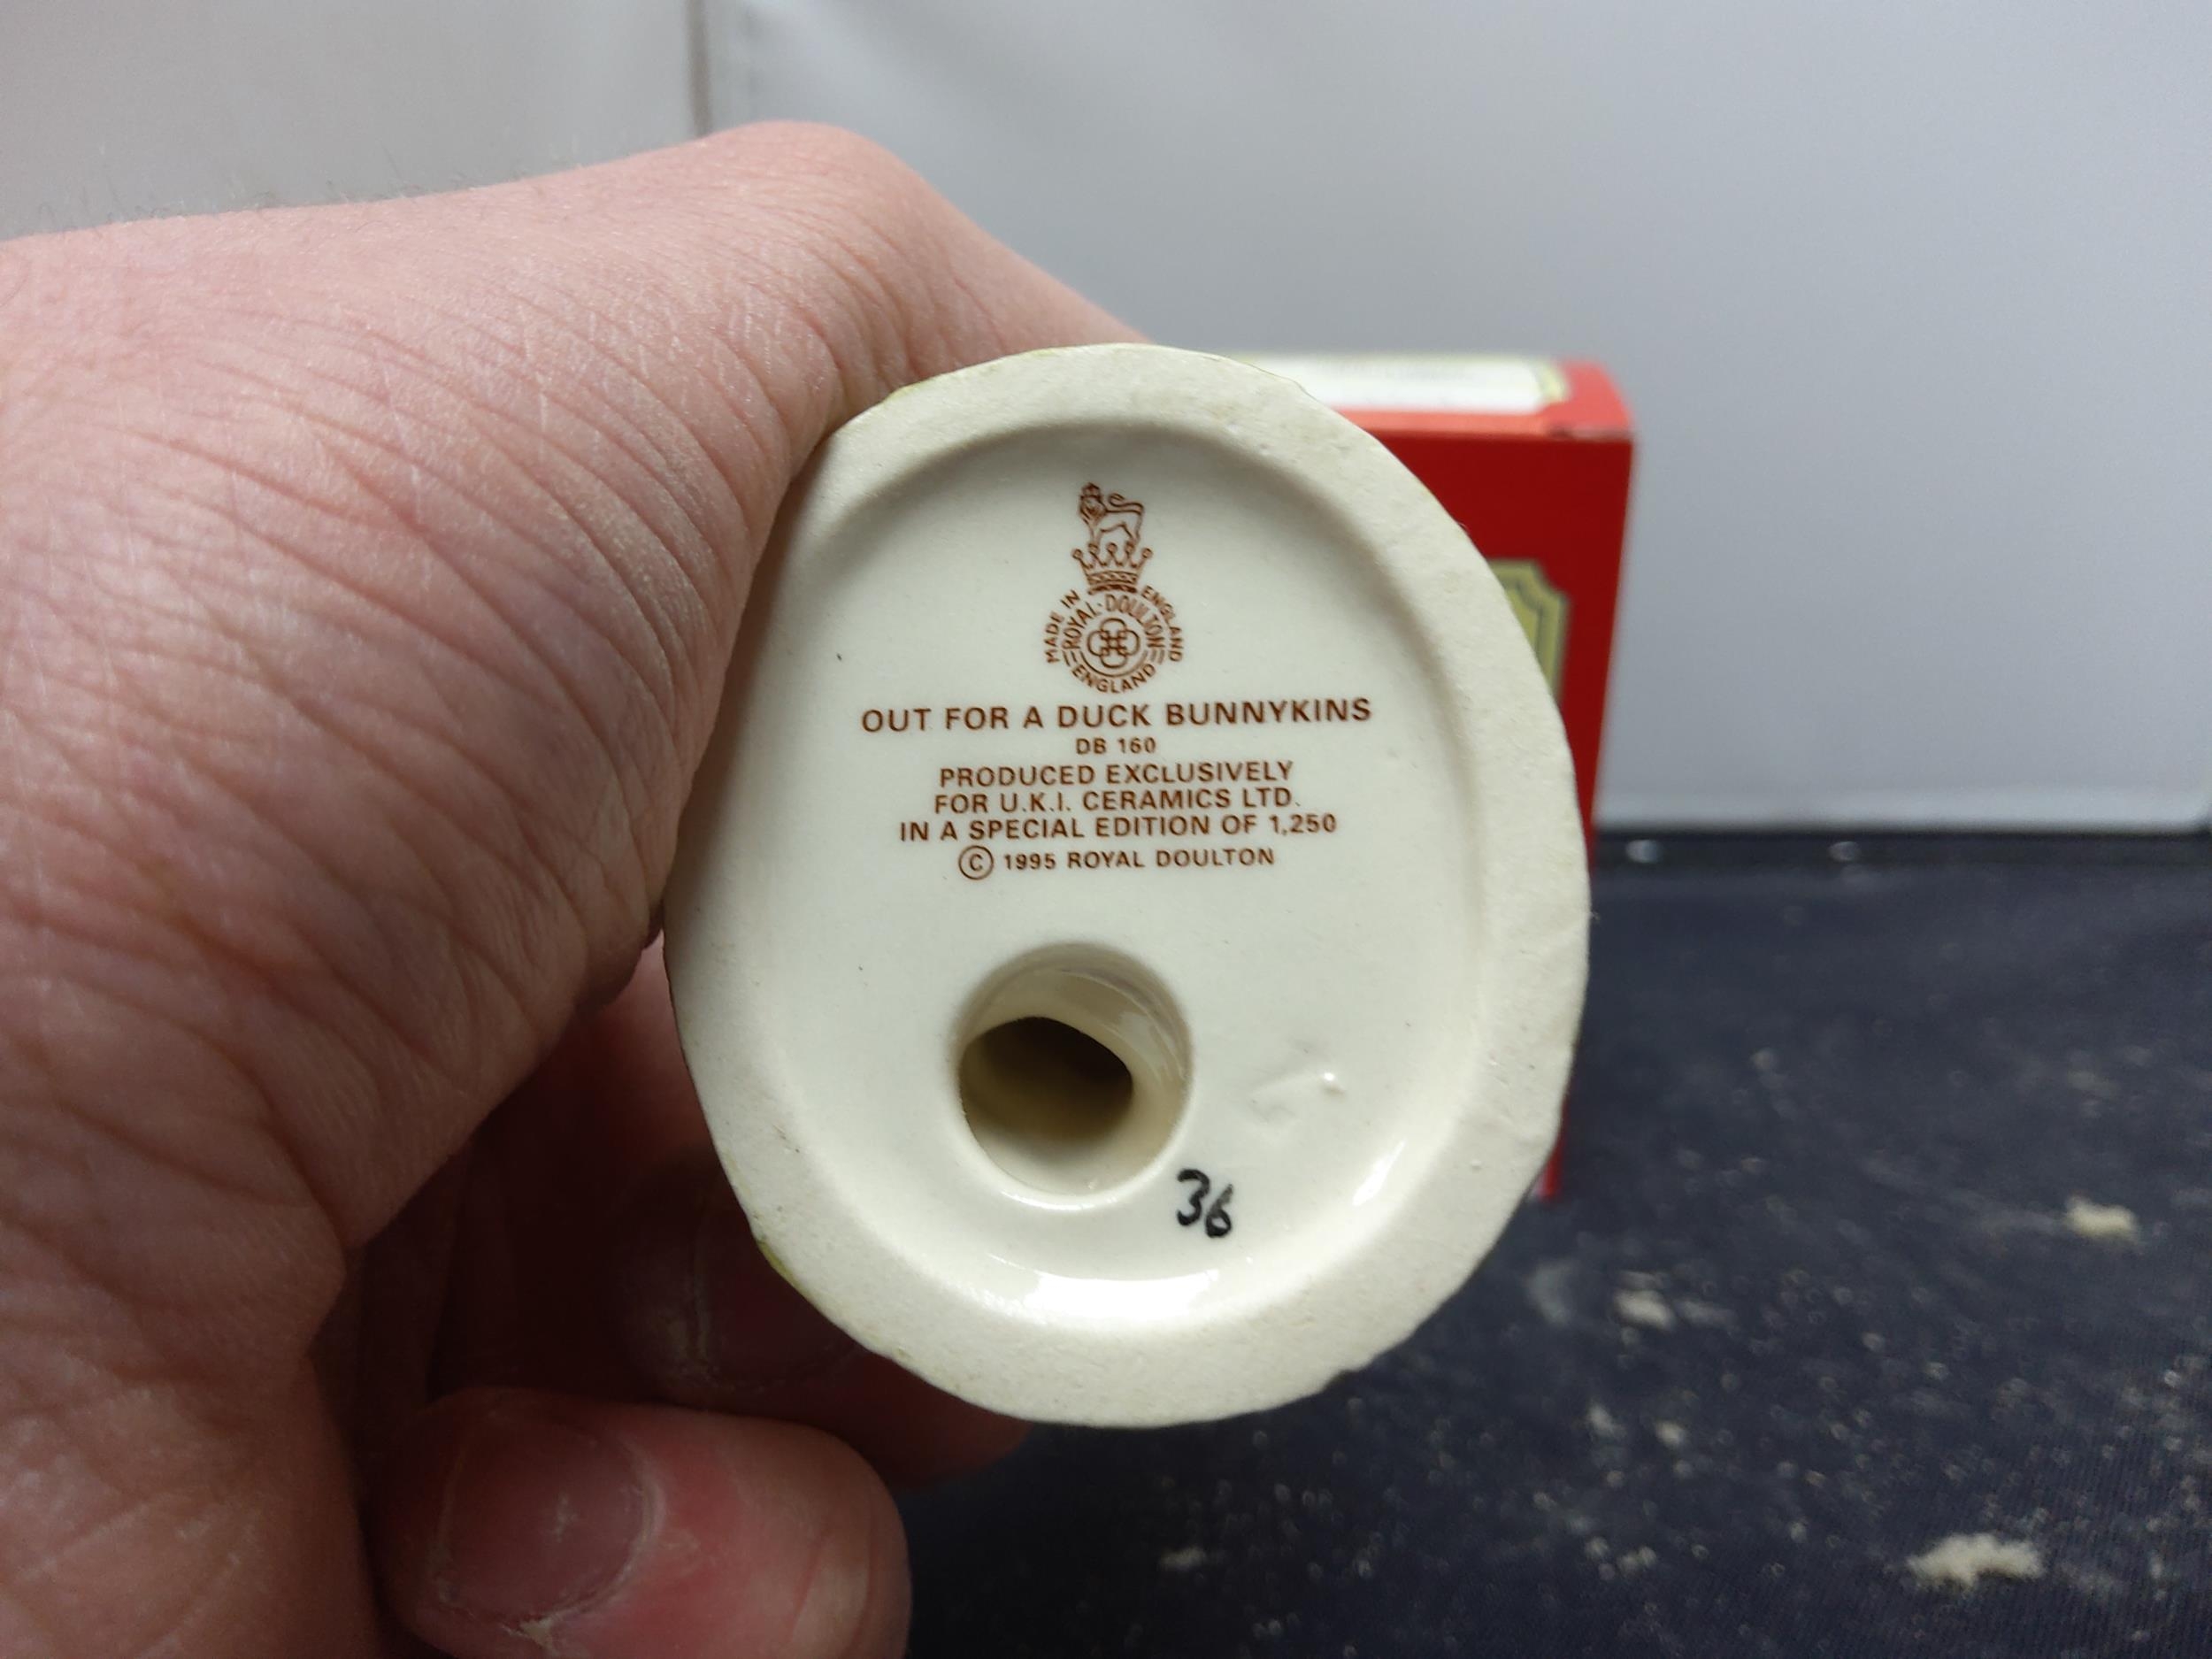 MADE IN ENGLAND
ROYAL·DOULTON
ENGLAND
OUT FOR A DUCK BUNNYKINS
DB 160
PRODUCED EXCLUSIVELY
FOR U.K.I. CERAMICS LTD.
IN A SPECIAL EDITION OF 1,250
© 1995 ROYAL DOULTON
36